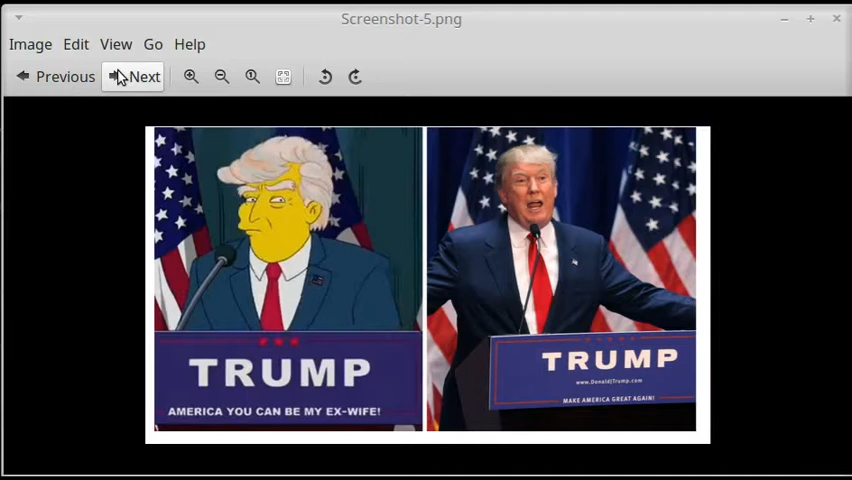 Screenshot-5.png
Image Edit View Go Help
Previous Next
TRUMP
AMERICA YOU CAN BE MY EX-WIFE!
TRUMP
www.DonaldJTrump.com
MAKE AMERICA GREAT AGAIN!